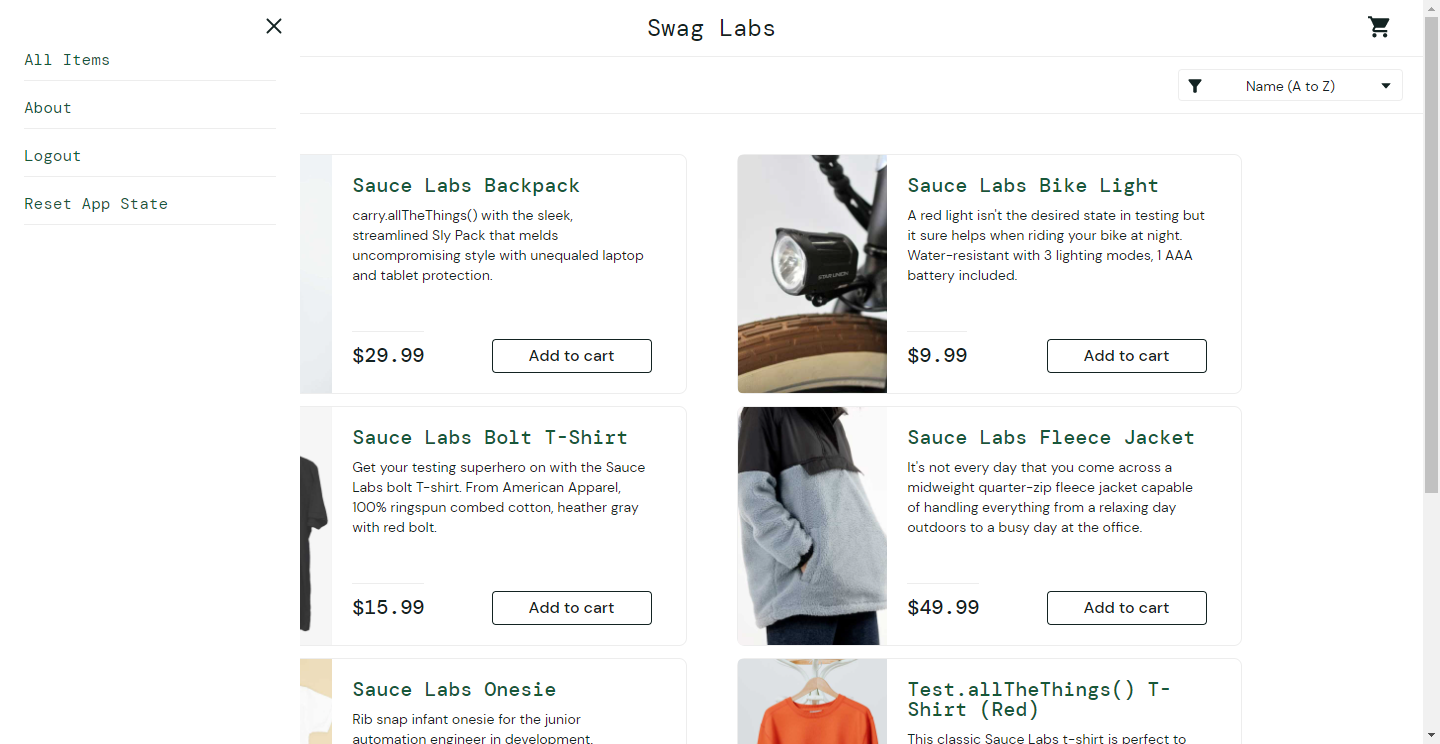 All Items
About
Logout
Reset App State
Swag Labs
Name (A to Z)
Sauce Labs Backpack
carry.allTheThings() with the sleek,
streamlined Sly Pack that melds
uncompromising style with unequaled laptop
and tablet protection.
$29.99
Add to cart
Sauce Labs Bike Light
A red light isn't the desired state in testing but
it sure helps when riding your bike at night.
Water-resistant with 3 lighting modes, 1 AAA
battery included.
$9.99
Add to cart
STAR UNION
Sauce Labs Bolt T-Shirt
Get your testing superhero on with the Sauce
Labs bolt T-shirt. From American Apparel,
100% ringspun combed cotton, heather gray
with red bolt.
$15.99
Add to cart
Sauce Labs Fleece Jacket
It's not every day that you come across a
midweight quarter-zip fleece jacket capable
of handling everything from a relaxing day
outdoors to a busy day at the office.
$49.99
Add to cart
Sauce Labs Onesie
Rib snap infant onesie for the junior
automation engineer in development.
Test.allTheThings() T-
Shirt (Red)
This classic Sauce Labs t-shirt is perfect to